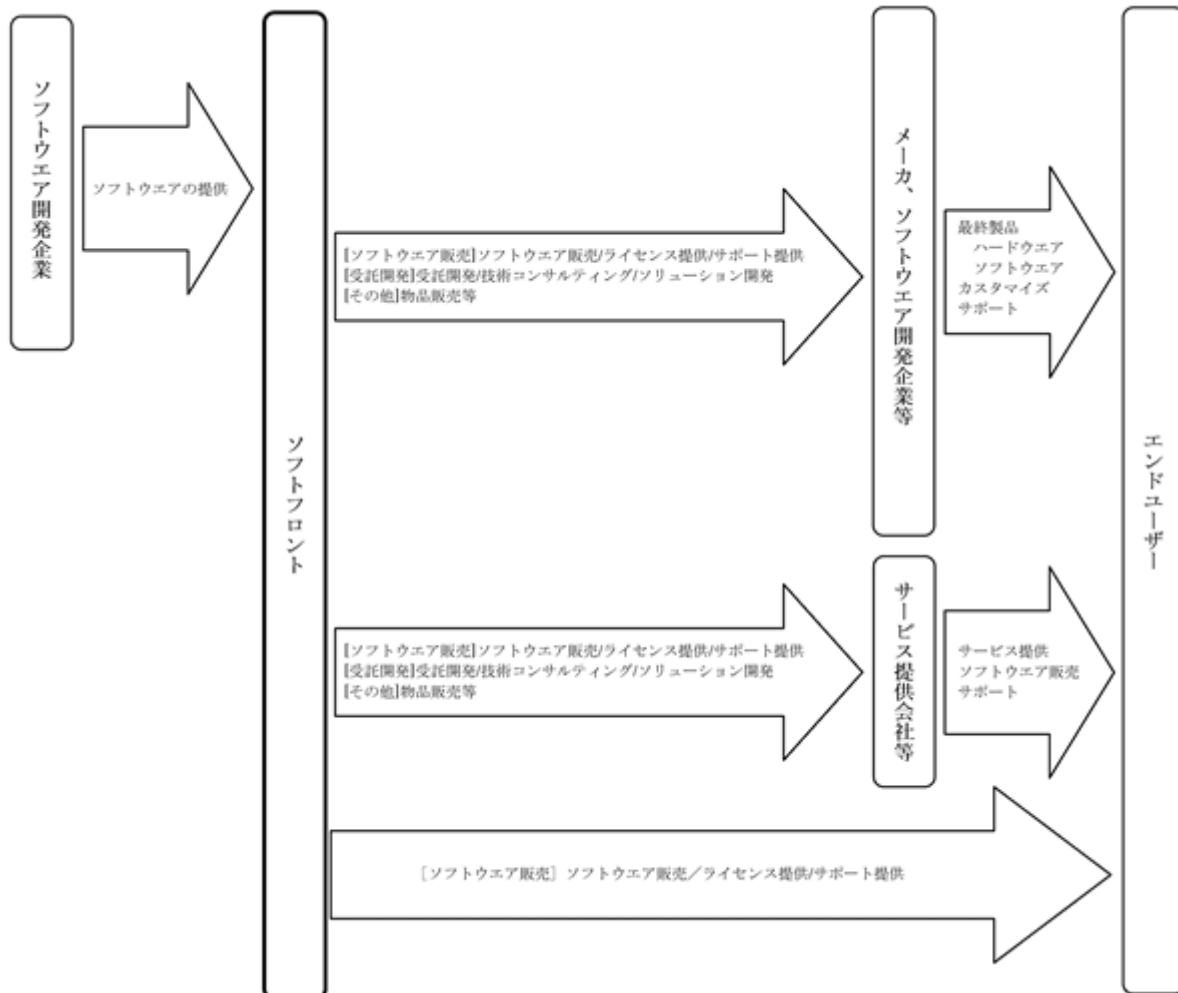 ソフトウエア開発企業
ソフトウエアの提供
ソフトフロント
[ソフトウエア販売]ソフトウエア販売/ライセンス提供/サポート提供
[受託開発]受託開発/技術コンサルティング/ソリューション開発
[その他]物品販売等
メーカ、ソフトウエア開発企業等
最終製品
ハードウエア
ソフトウエア
カスタマイズ
サポート
[ソフトウエア販売]ソフトウエア販売/ライセンス提供/サポート提供
[受託開発]受託開発/技術コンサルティング/ソリューション開発
[その他]物品販売等
サービス提供会社等
サービス提供
ソフトウエア販売
サポート
［ソフトウエア販売］ソフトウエア販売／ライセンス提供/サポート提供
エンドユーザー